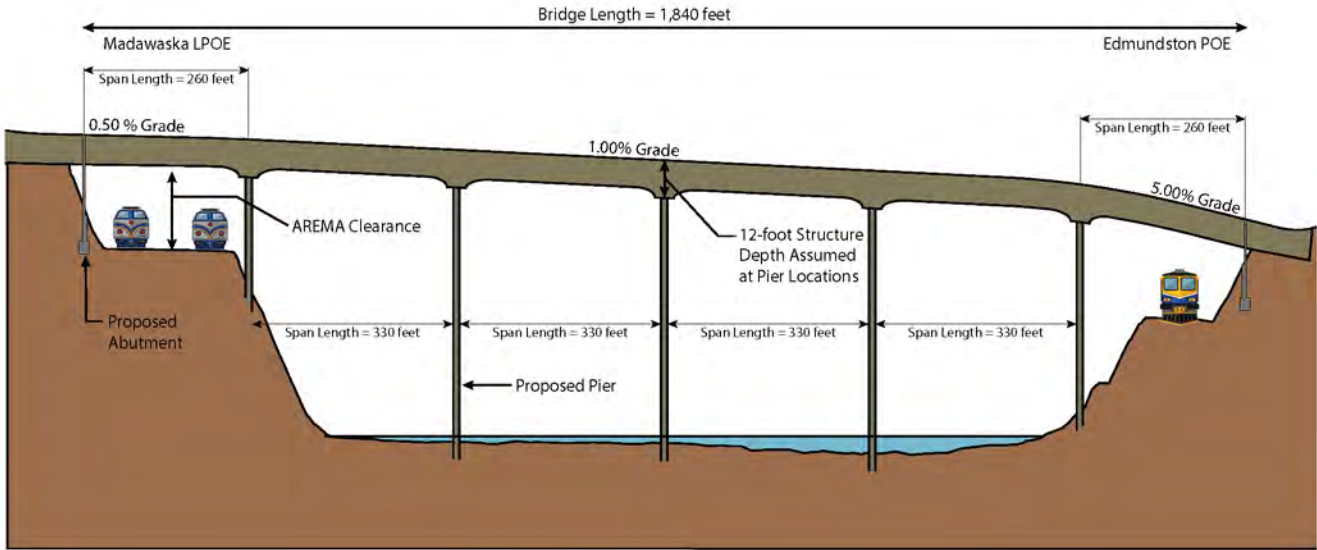 Bridge Length = 1,840 feet
Madawaska LPOE
Edmundston POE
Span Length = 260 feet
0.50 % Grade
1.00% Grade
Span Length = 260 feet
5.00% Grade
AREMA Clearance
12-foot Structure
Depth Assumed
at Pier Locations
Proposed
Abutment
Span Length = 330 feet
Span Length = 330 feet
Span Length = 330 feet
Span Length = 330 feet
Proposed Pier